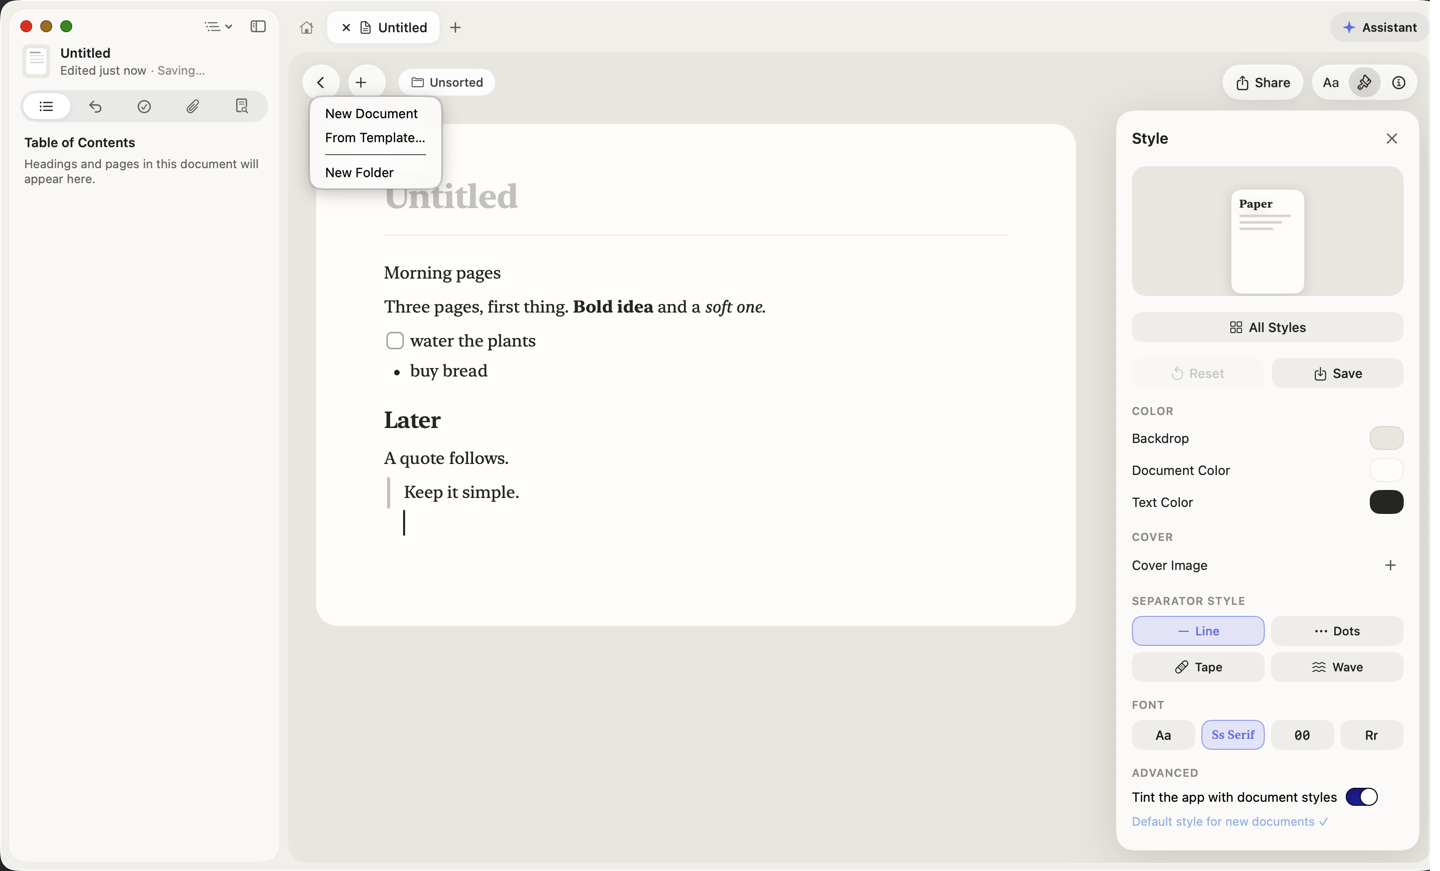 Untitled
Edited just now · Saving...
Table of Contents
Headings and pages in this document will
appear here.
Untitled
Assistant
Unsorted
Share
Aa
New Document
From Template...
New Folder
Untitled
Morning pages
Three pages, first thing. Bold idea and a soft one.
water the plants
• buy bread
Later
A quote follows.
Keep it simple.
Style
Paper
All Styles
Reset
Save
COLOR
Backdrop
Document Color
Text Color
COVER
Cover Image
SEPARATOR STYLE
Line
Dots
Tape
Wave
FONT
Aa
Ss Serif
00
Rr
ADVANCED
Tint the app with document styles
Default style for new documents ✓